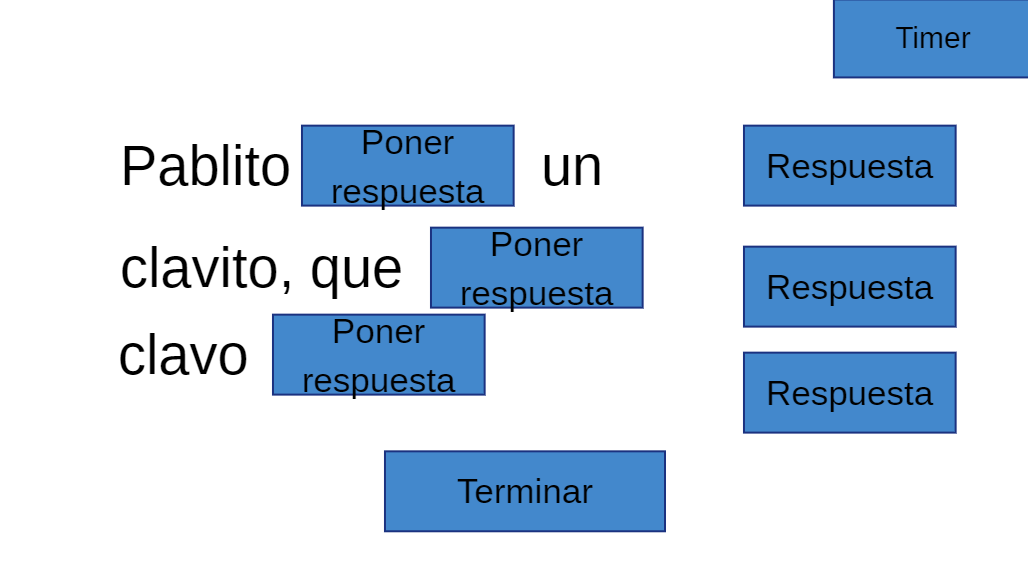 Timer
Pablito Poner respuesta un
Respuesta
clavito, que Poner respuesta
Respuesta
clavo Poner respuesta
Respuesta
Terminar